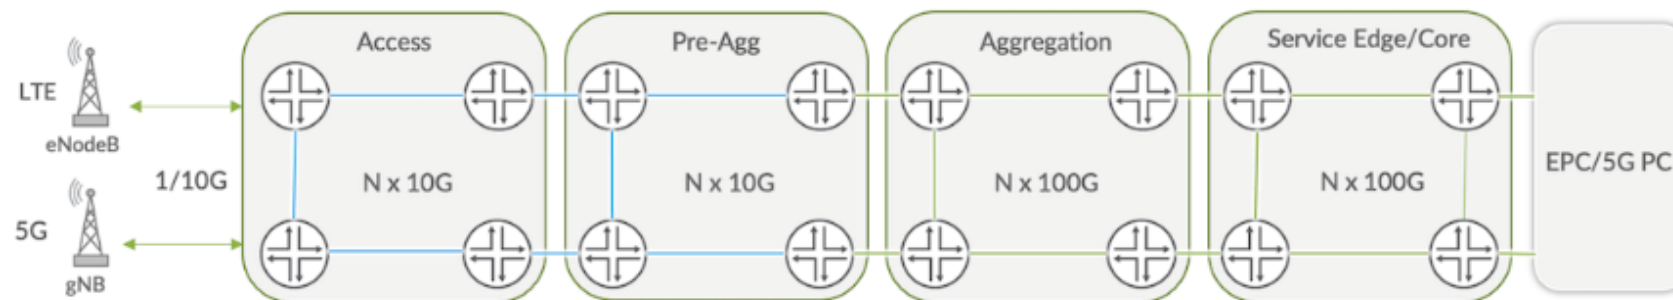 LTE
eNodeB
5G
gNB
1/10G
Access
N x 10G
Pre-Agg
N x 10G
Aggregation
N x 100G
Service Edge/Core
N x 100G
EPC/5G PC